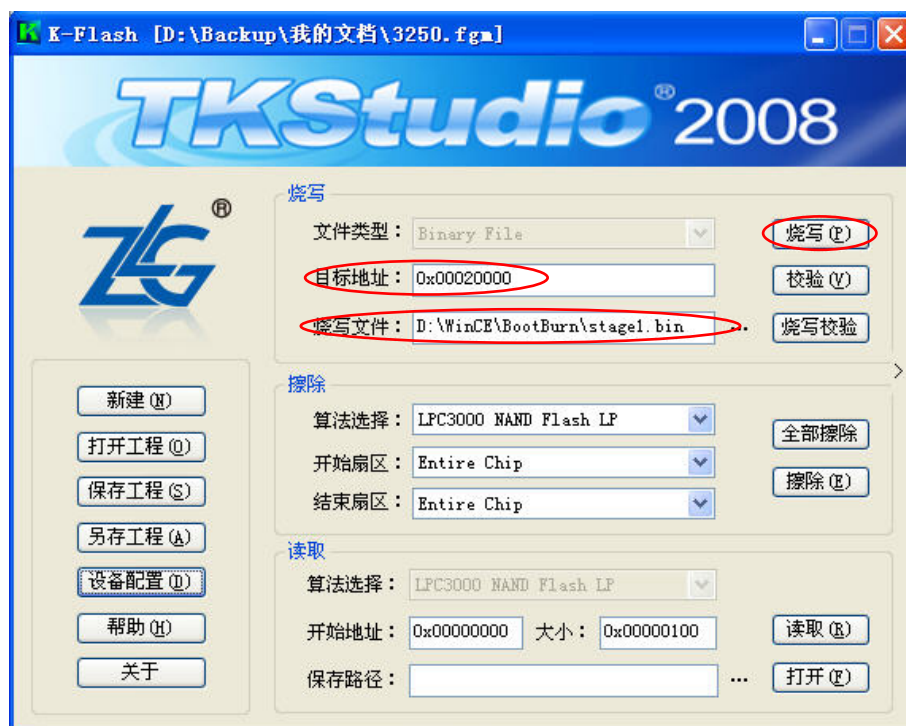 K-Flash [D:\Backup\我的文档\3250.fgm]
TKStudio®2008
ZLG®
烧写
文件类型： Binary File
烧写(P)
目标地址： 0x00020000
校验(V)
烧写文件： D:\WinCE\BootBurn\stage1.bin ...
烧写校验
擦除
算法选择： LPC3000 NAND Flash LP
全部擦除
开始扇区： Entire Chip
擦除(E)
结束扇区： Entire Chip
读取
算法选择： LPC3000 NAND Flash LP
开始地址： 0x00000000 大小： 0x00000100
读取(R)
保存路径： ...
打开(F)
新建(N)
打开工程(O)
保存工程(S)
另存工程(A)
设备配置(D)
帮助(H)
关于